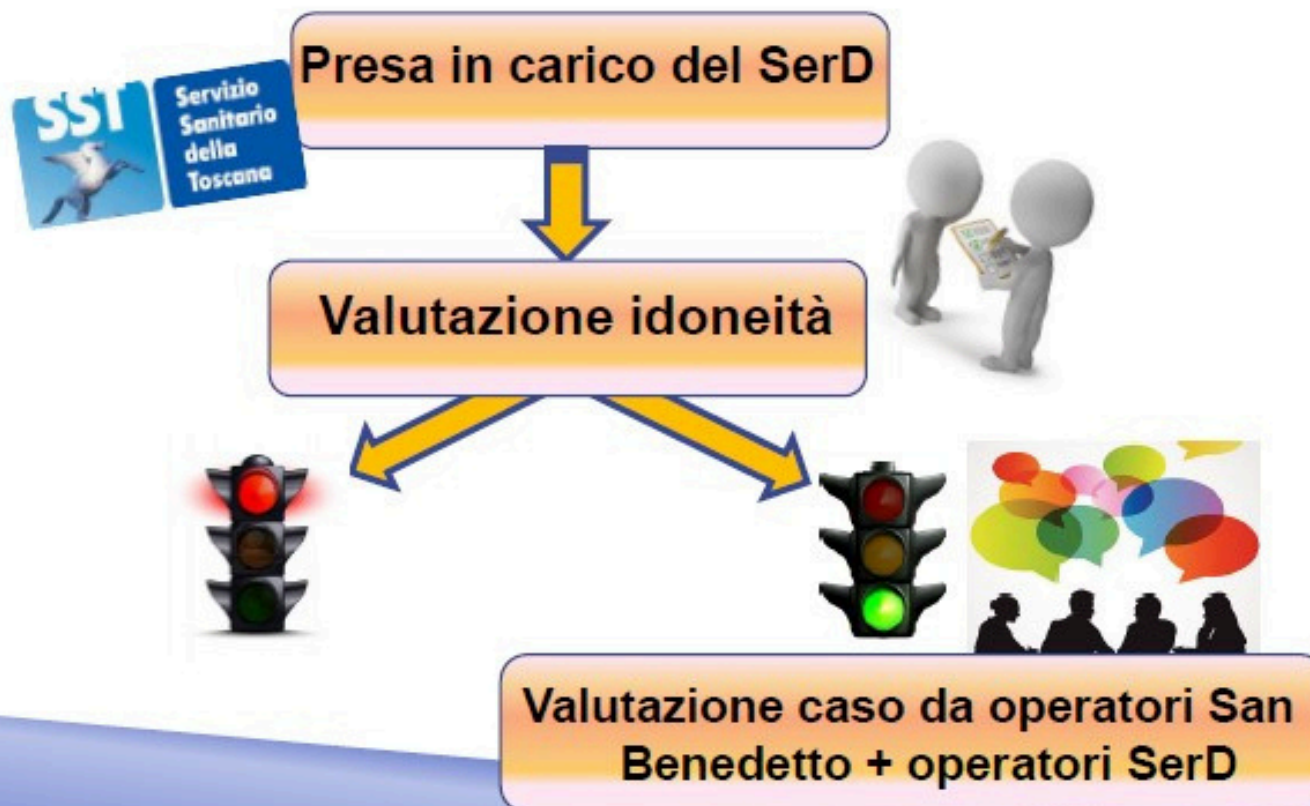 Presa in carico del SerD
SST
Servizio
Sanitario
della
Toscana
Valutazione idoneità
Valutazione caso da operatori San
Benedetto + operatori SerD